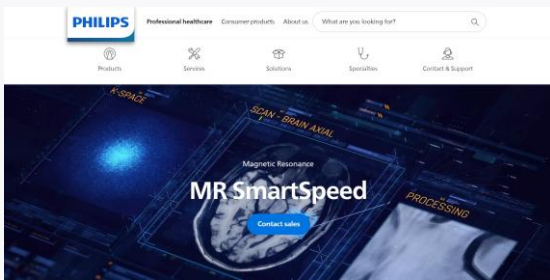 PHILIPS
Professional healthcare Consumer products About us What are you looking for?
Products Services Solutions Specialties Contact & Support
K-SPACE
SCAN - BRAIN AXIAL
Magnetic Resonance
MR SmartSpeed
PROCESSING
Contact sales